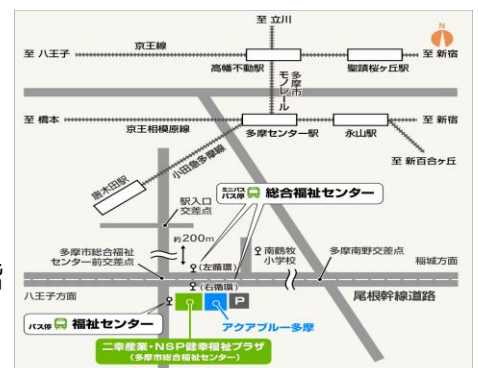 至 立川
N
至 八王子
京王線
至 新宿
高幡不動駅
聖蹟桜ヶ丘駅
多摩市
モノレール
至 橋本
京王相模原線
多摩センター駅
永山駅
至 新宿
至 新百合ヶ丘
小田急多摩線
唐木田駅
駅入口
交差点
ミニバス
バス停
総合福祉センター
約200m
多摩市総合福祉
センター前交差点
(左循環)
南鶴牧
小学校
多摩南野交差点
稲城方面
八王子方面
(右循環)
尾根幹線道路
P
バス停
福祉センター
アクアブルー多摩
二幸産業・NSP健幸福祉プラザ
(多摩市総合福祉センター)